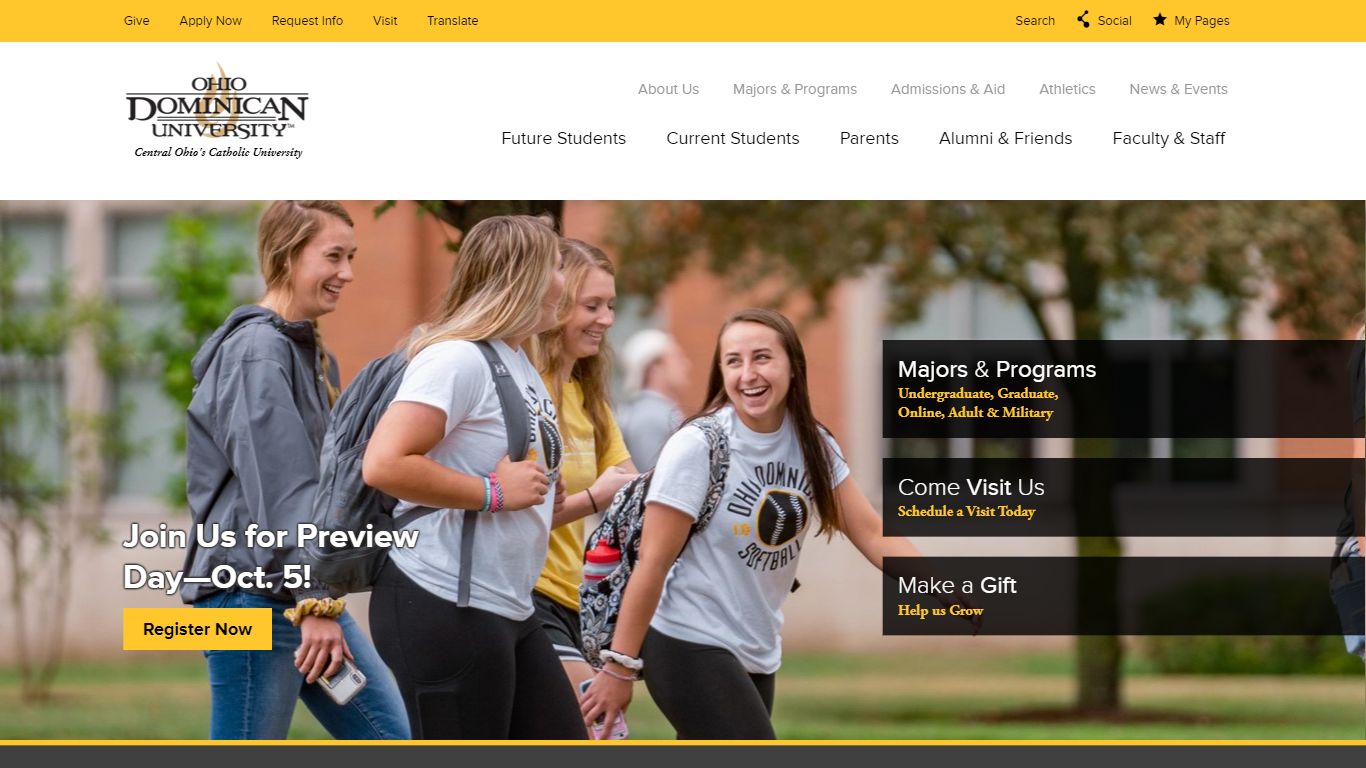 Give Apply Now Request Info Visit Translate Search Social My Pages
OHIO
DOMINICAN
UNIVERSITY™
Central Ohio's Catholic University
About Us Majors & Programs Admissions & Aid Athletics News & Events
Future Students Current Students Parents Alumni & Friends Faculty & Staff
Majors & Programs
Undergraduate, Graduate,
Online, Adult & Military
Come Visit Us
Schedule a Visit Today
Make a Gift
Help us Grow
Join Us for Preview
Day—Oct. 5!
Register Now
OHIO DOMINIC
SOFTBALL